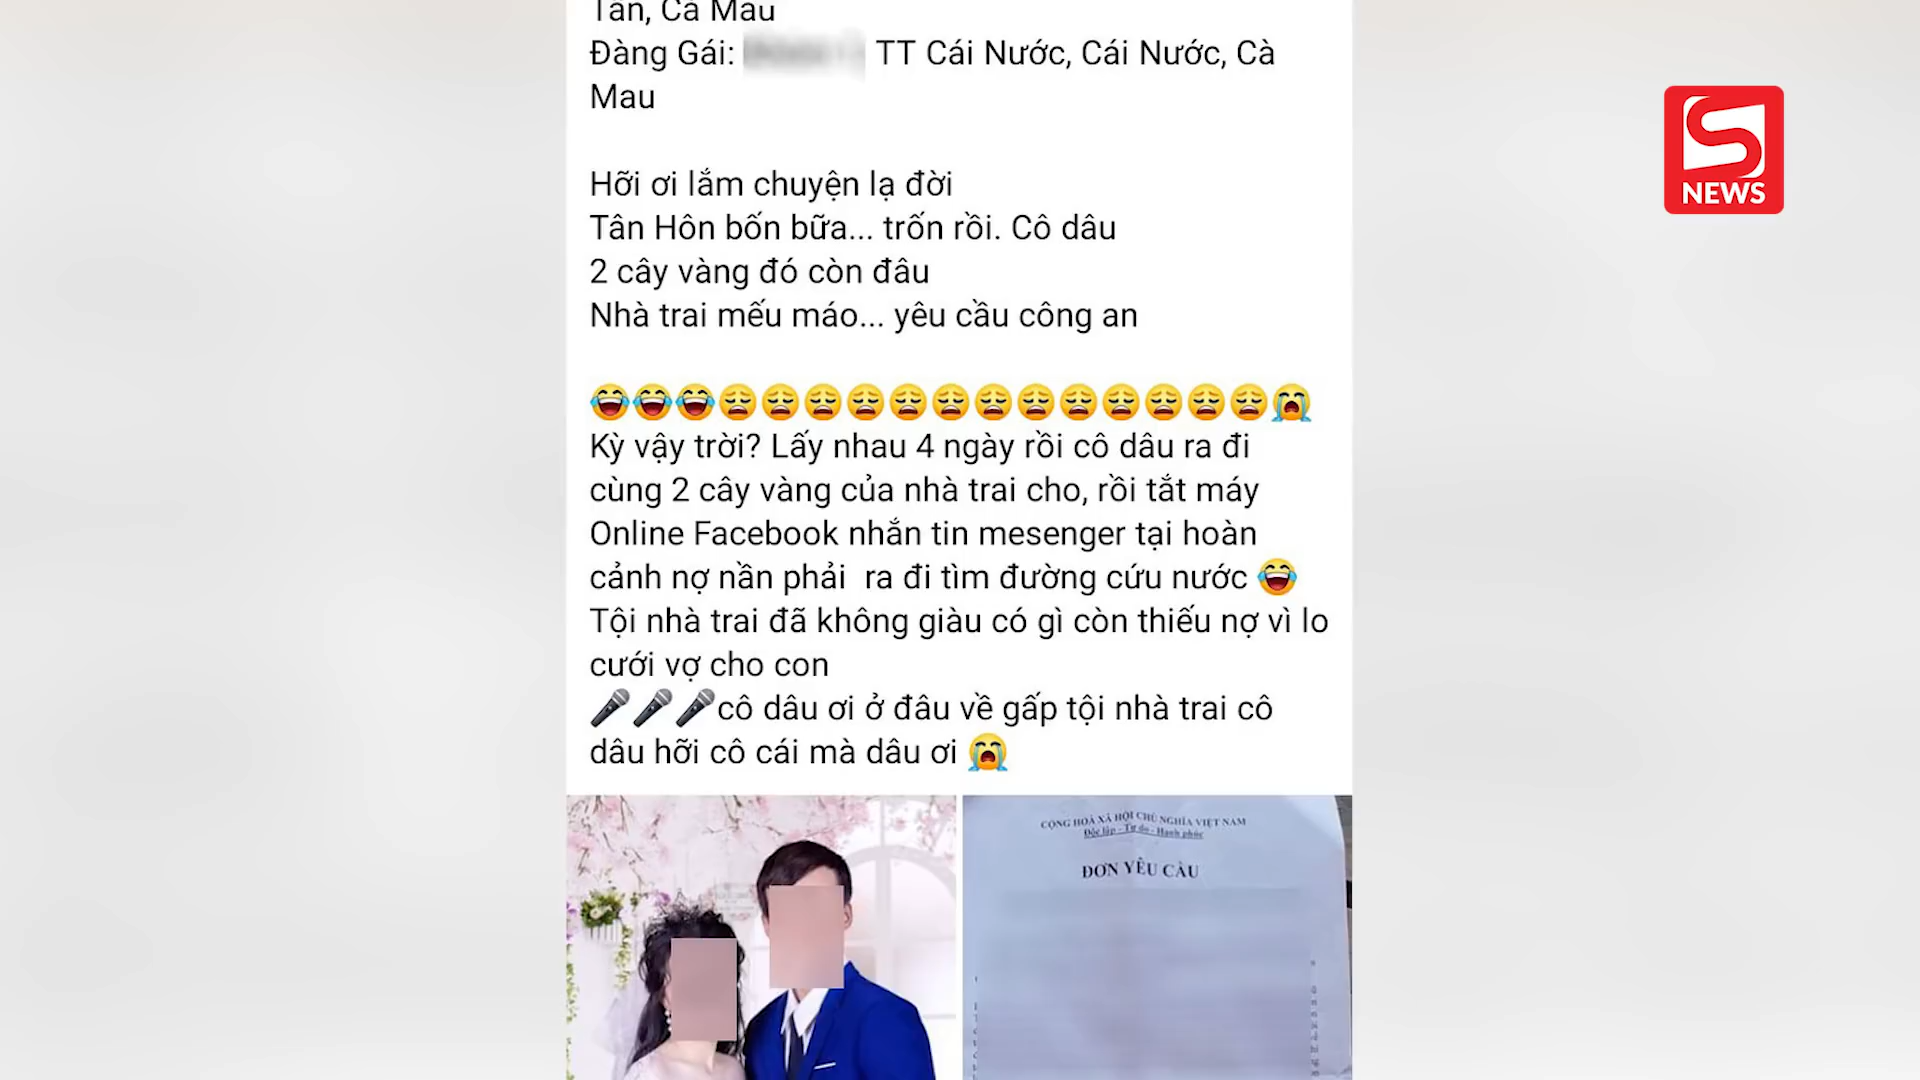 Tân, Cà Mau
Đàng Gái: TT Cái Nước, Cái Nước, Cà
Mau
Hỡi ơi lắm chuyện lạ đời
Tân Hôn bốn bữa... trốn rồi. Cô dâu
2 cây vàng đó còn đâu
Nhà trai mếu máo... yêu cầu công an
😂😂😂😩😩😩😩😩😩😩😩😩😩😩😩😩😭
Kỳ vậy trời? Lấy nhau 4 ngày rồi cô dâu ra đi
cùng 2 cây vàng của nhà trai cho, rồi tắt máy
Online Facebook nhắn tin mesenger tại hoàn
cảnh nợ nần phải ra đi tìm đường cứu nước 😂
Tội nhà trai đã không giàu có gì còn thiếu nợ vì lo
cưới vợ cho con
🎤🎤🎤cô dâu ơi ở đâu về gấp tội nhà trai cô
dâu hỡi cô cái mà dâu ơi 😭
CỘNG HOÀ XÃ HỘI CHỦ NGHĨA VIỆT NAM
Độc lập - Tự do - Hạnh phúc
ĐƠN YÊU CẦU
S NEWS